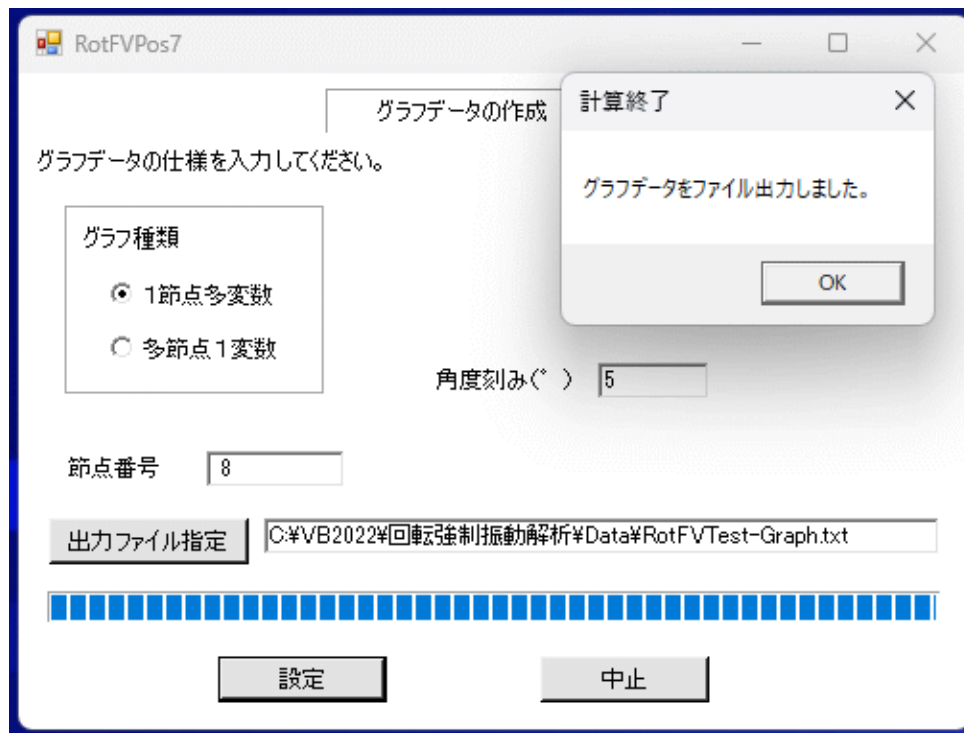 RotFVPos7
グラフデータの作成
計算終了
グラフデータをファイル出力しました。
OK
グラフデータの仕様を入力してください。
グラフ種類
1節点多変数
多節点1変数
角度刻み(゜) 5
節点番号 8
出力ファイル指定 C:¥VB2022¥回転強制振動解析¥Data¥RotFVTest-Graph.txt
設定 中止